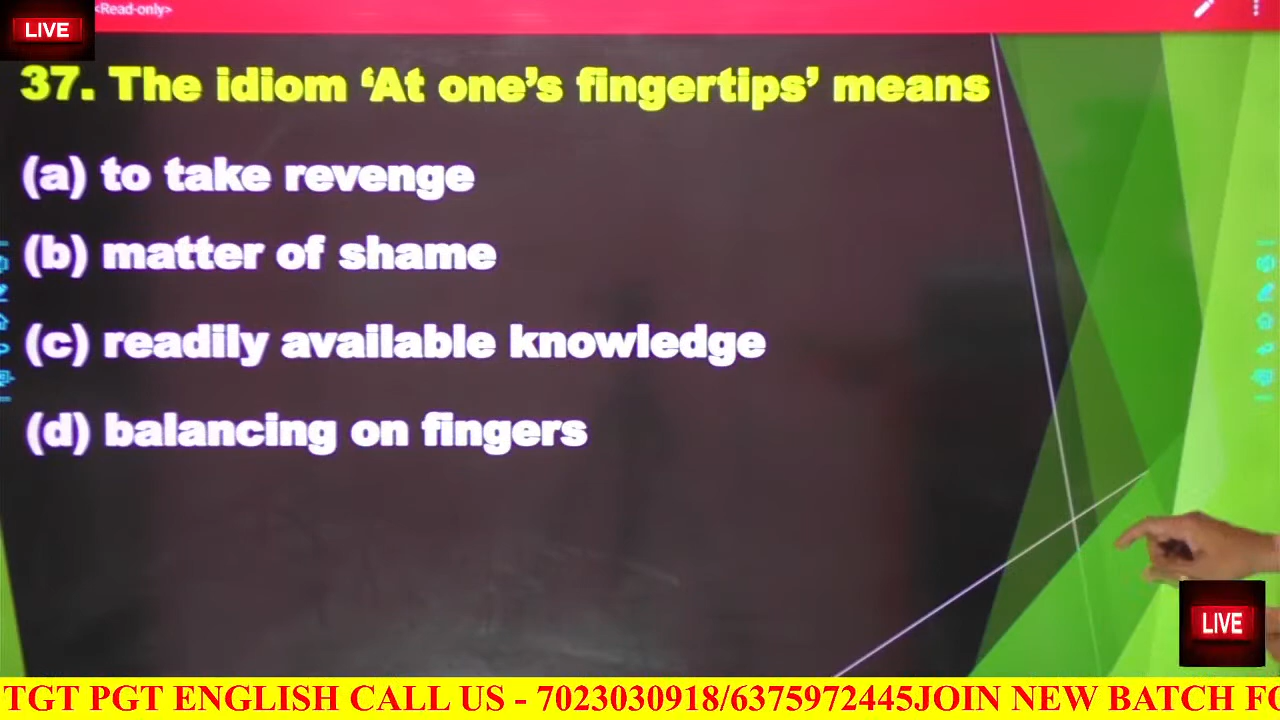 <Read-only>
LIVE
37. The idiom ‘At one’s fingertips’ means
(a) to take revenge
(b) matter of shame
(c) readily available knowledge
(d) balancing on fingers
LIVE
TGT PGT ENGLISH CALL US - 7023030918/6375972445JOIN NEW BATCH FO